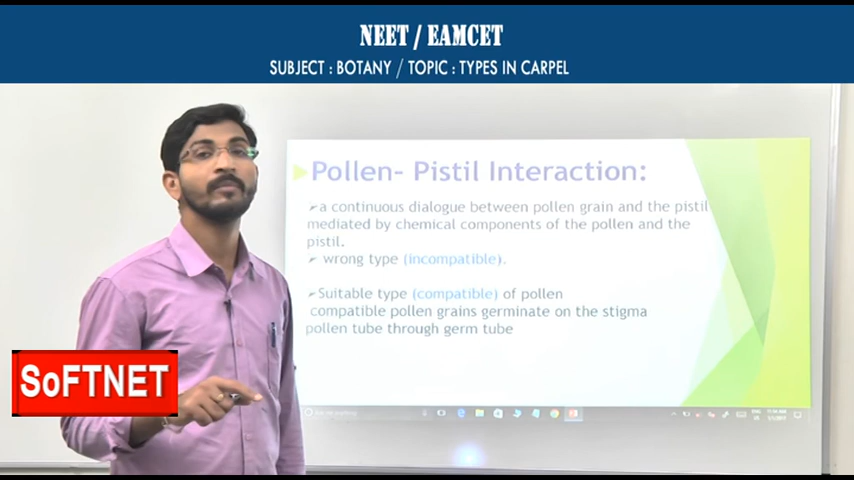 NEET / EAMCET
SUBJECT : BOTANY / TOPIC : TYPES IN CARPEL
Pollen- Pistil Interaction:
a continuous dialogue between pollen grain and the pistil
mediated by chemical components of the pollen and the
pistil.
wrong type (incompatible).
Suitable type (compatible) of pollen
compatible pollen grains germinate on the stigma
pollen tube through germ tube
SoFTNET